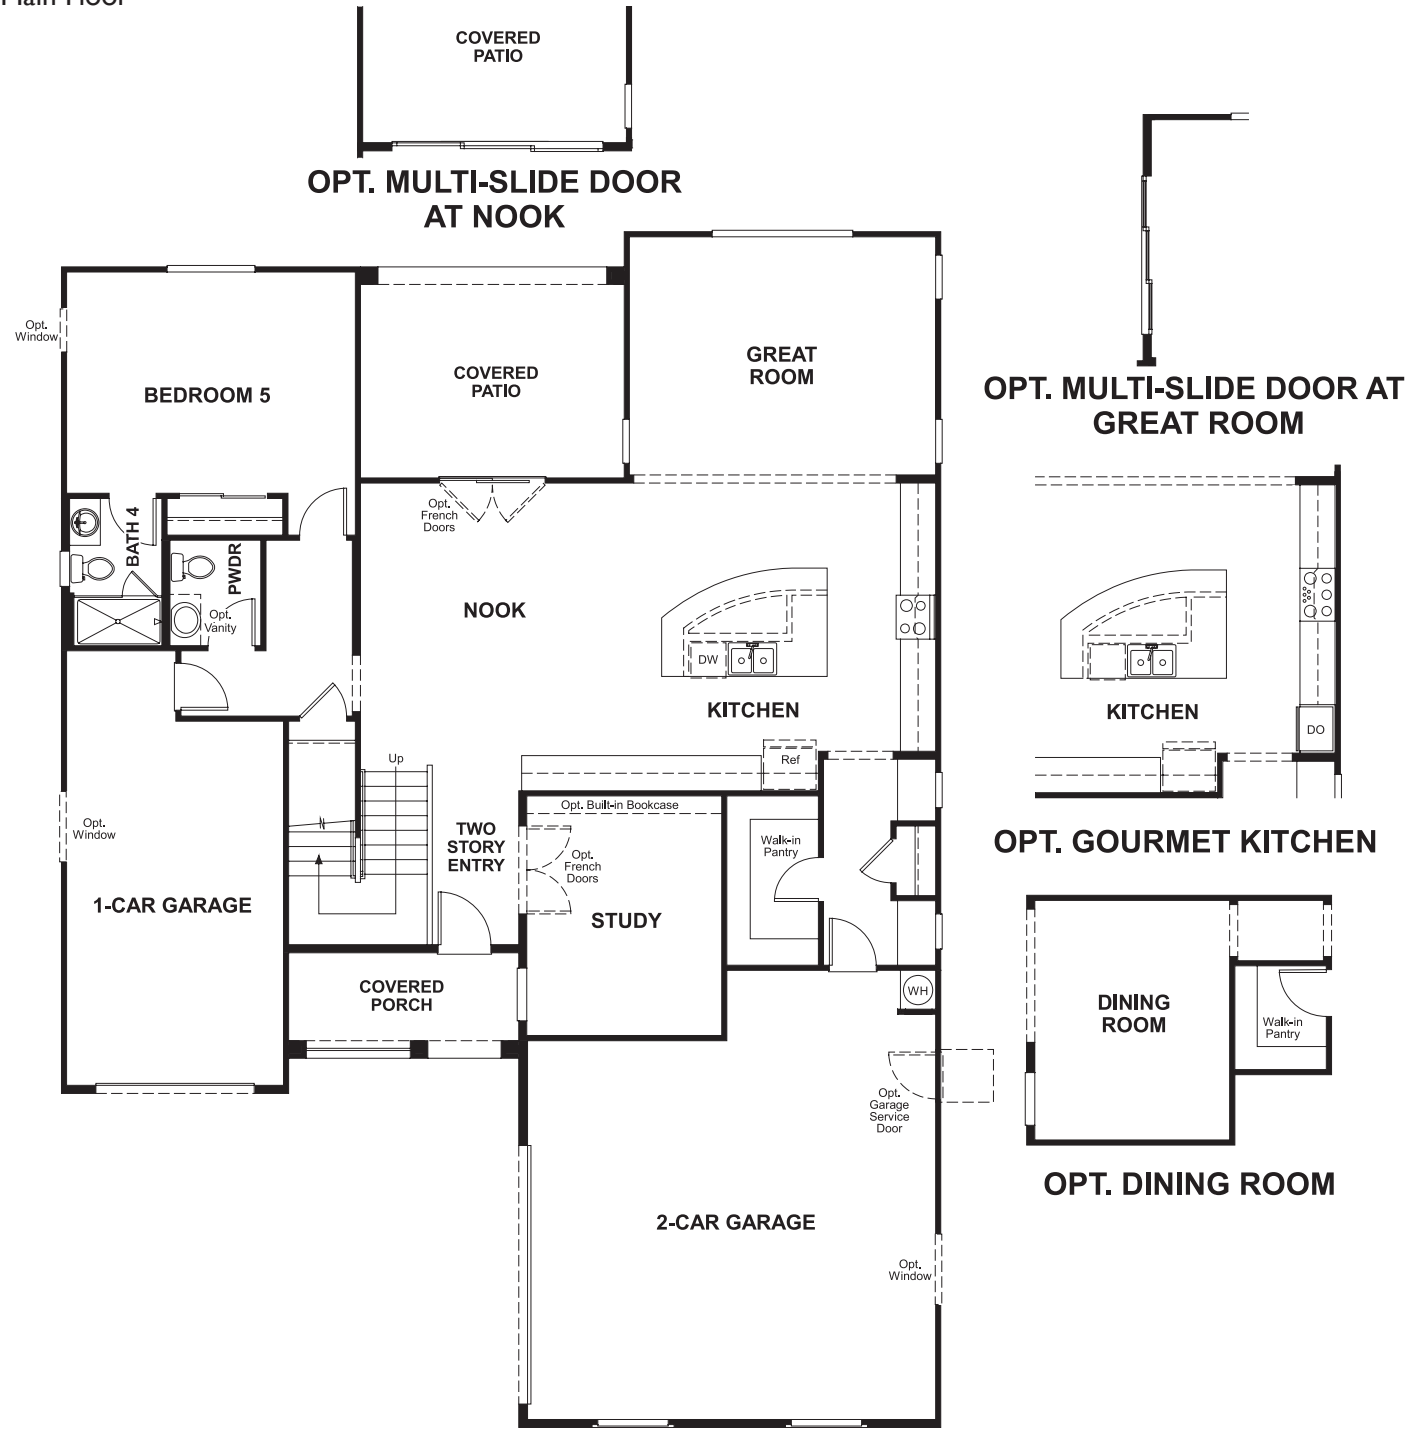 Main Floor
COVERED
PATIO
OPT. MULTI-SLIDE DOOR
AT NOOK
Opt.
Window
BEDROOM 5
COVERED
PATIO
GREAT
ROOM
OPT. MULTI-SLIDE DOOR AT
GREAT ROOM
BATH 4
PWDR
Opt.
Vanity
Opt.
French
Doors
NOOK
DW
KITCHEN
Ref
KITCHEN
DO
OPT. GOURMET KITCHEN
Up
Opt.
Window
1-CAR GARAGE
TWO
STORY
ENTRY
Opt. Built-in Bookcase
Opt.
French
Doors
STUDY
Walk-in
Pantry
COVERED
PORCH
WH
DINING
ROOM
Walk-in
Pantry
OPT. DINING ROOM
Opt.
Garage
Service
Door
2-CAR GARAGE
Opt.
Window